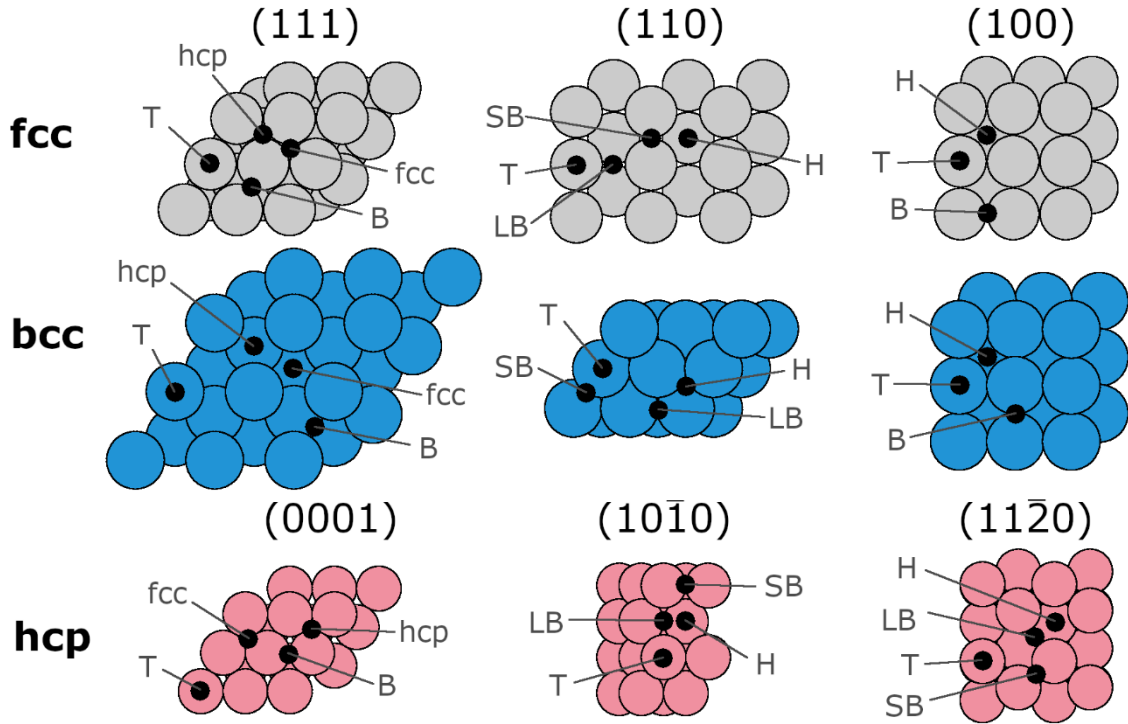 (111) (110) (100)
fcc
hcp
T
fcc
B
SB
T
LB
H
H
T
B
bcc
hcp
T
fcc
B
T
SB
H
LB
H
T
B
(0001) (101̅0) (112̅0)
hcp
fcc
hcp
T
B
SB
LB
T
H
H
LB
T
SB